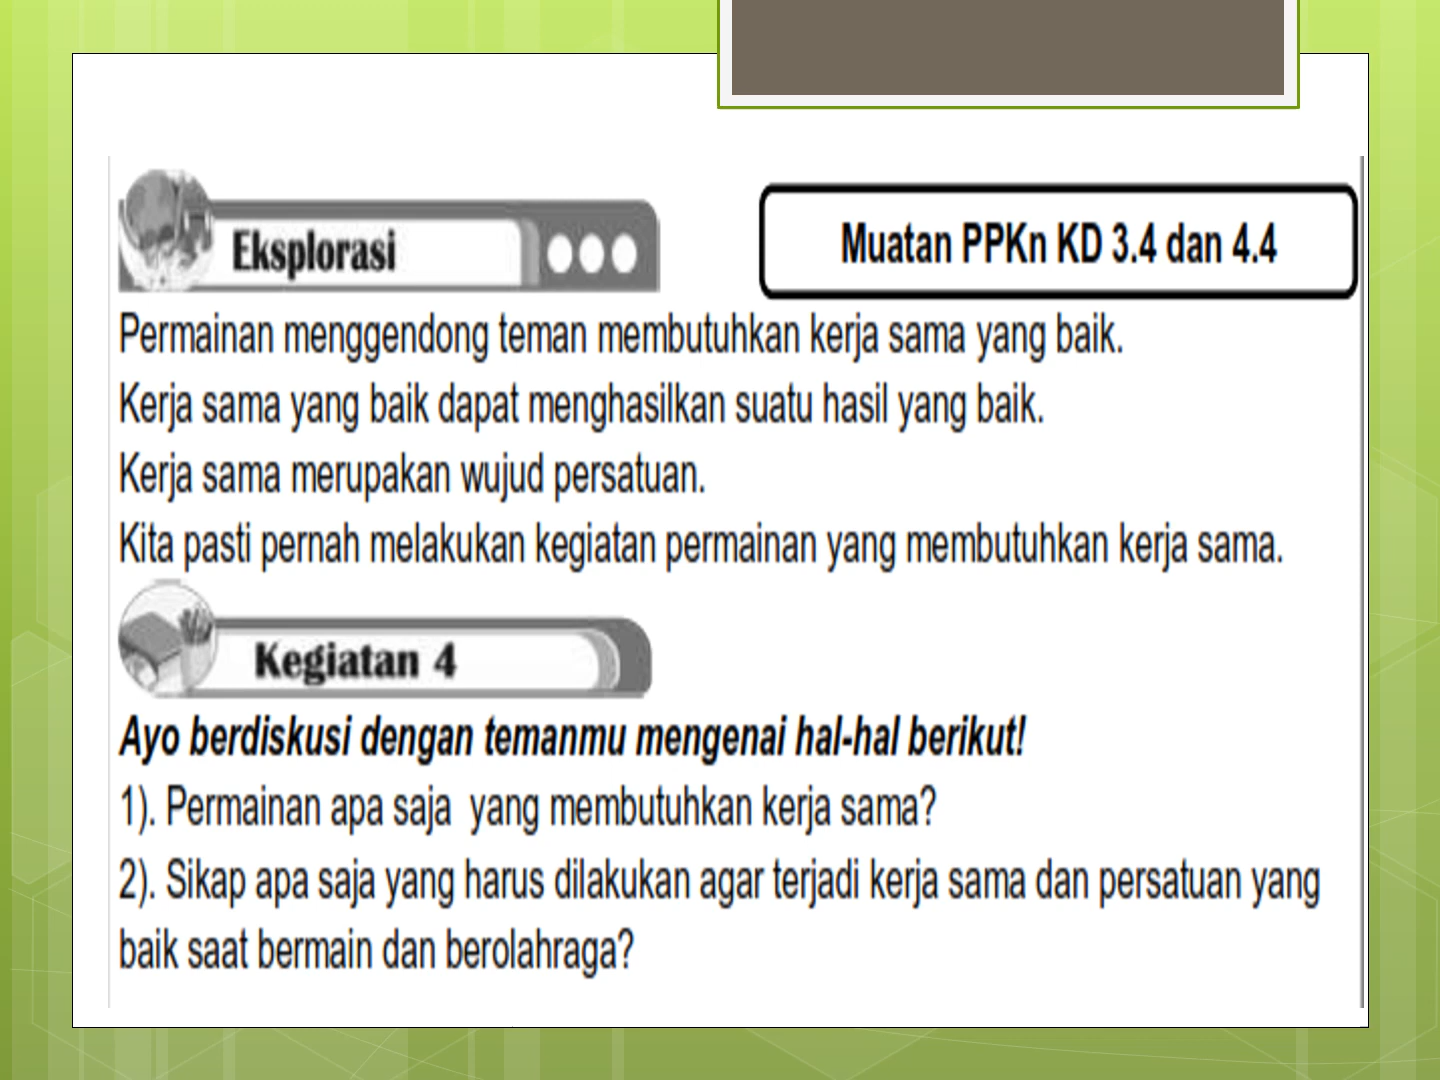 Eksplorasi
Muatan PPKn KD 3.4 dan 4.4
Permainan menggendong teman membutuhkan kerja sama yang baik.
Kerja sama yang baik dapat menghasilkan suatu hasil yang baik.
Kerja sama merupakan wujud persatuan.
Kita pasti pernah melakukan kegiatan permainan yang membutuhkan kerja sama.
Kegiatan 4
Ayo berdiskusi dengan temanmu mengenai hal-hal berikut!
1). Permainan apa saja yang membutuhkan kerja sama?
2). Sikap apa saja yang harus dilakukan agar terjadi kerja sama dan persatuan yang
baik saat bermain dan berolahraga?